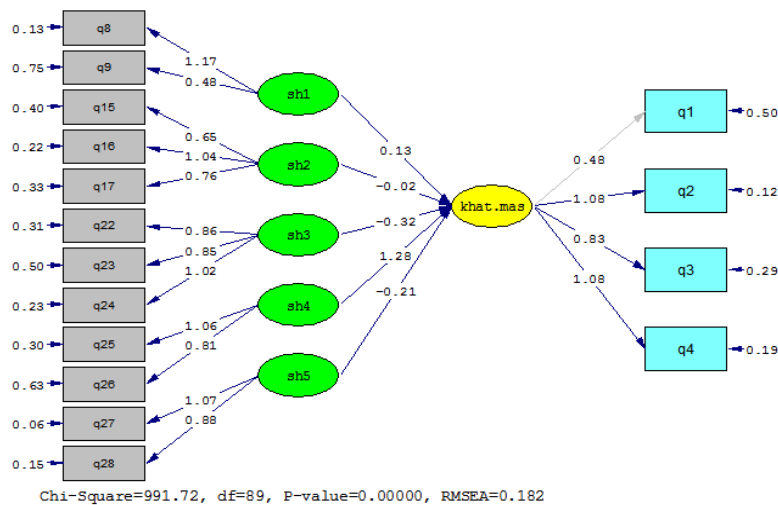 0.13 q8
0.75 q9
0.40 q15
0.22 q16
0.33 q17
0.31 q22
0.50 q23
0.23 q24
0.30 q25
0.63 q26
0.06 q27
0.15 q28
1.17
0.48
0.65
1.04
0.76
0.86
0.85
1.02
1.06
0.81
1.07
0.88
sh1
sh2
sh3
sh4
sh5
0.13
-0.02
-0.32
1.28
-0.21
khat.mas
0.48
1.08
0.83
1.08
q1 0.50
q2 0.12
q3 0.29
q4 0.19
Chi-Square=991.72, df=89, P-value=0.00000, RMSEA=0.182